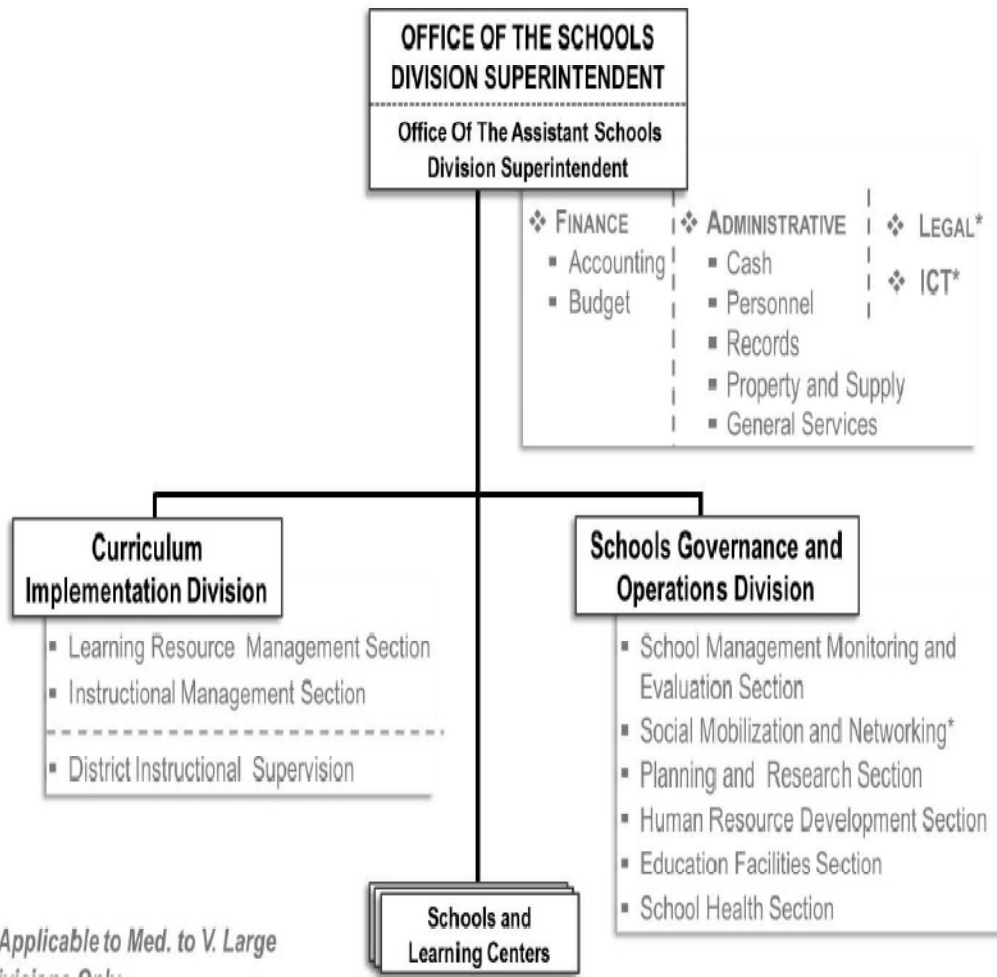 OFFICE OF THE SCHOOLS
DIVISION SUPERINTENDENT
Office Of The Assistant Schools
Division Superintendent
❖ FINANCE
▪ Accounting
▪ Budget
❖ ADMINISTRATIVE
▪ Cash
▪ Personnel
▪ Records
▪ Property and Supply
▪ General Services
❖ LEGAL*
❖ ICT*
Curriculum
Implementation Division
▪ Learning Resource Management Section
▪ Instructional Management Section
▪ District Instructional Supervision
Schools Governance and
Operations Division
▪ School Management Monitoring and
Evaluation Section
▪ Social Mobilization and Networking*
▪ Planning and Research Section
▪ Human Resource Development Section
▪ Education Facilities Section
▪ School Health Section
Schools and
Learning Centers
Applicable to Med. to V. Large